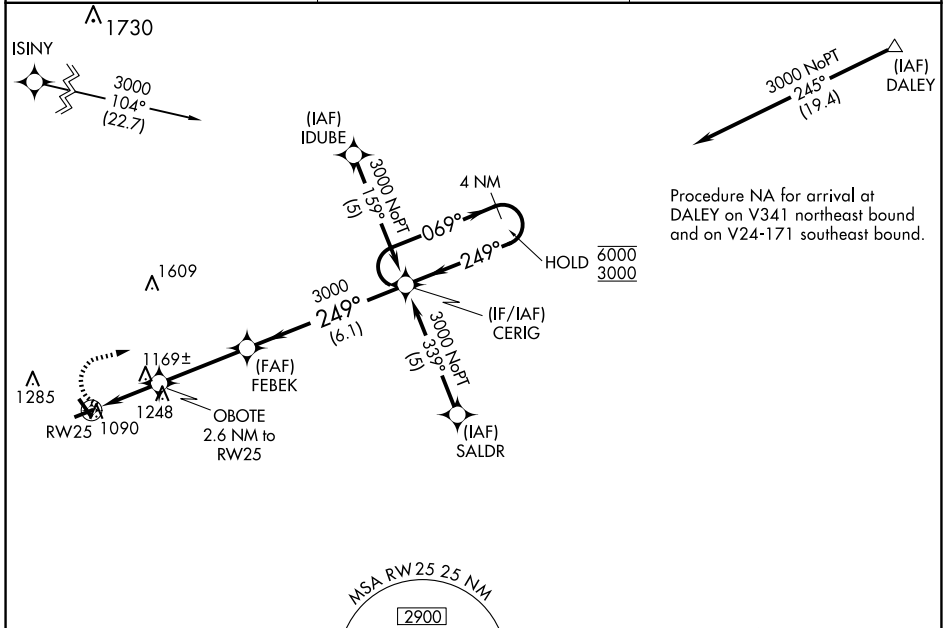 1730
ISINY
3000
104°
(22.7)
(IAF)
IDUBE
3000 NoPT
159°
(5)
4 NM
069°
249°
HOLD 6000
3000
3000 NoPT
245°
(19.4)
(IAF)
DALEY
Procedure NA for arrival at
DALEY on V341 northeast bound
and on V24-171 southeast bound.
1609
3000
249°
(6.1)
(IF/IAF)
CERIG
3000 NoPT
339°
(5)
(IAF)
SALDR
(FAF)
FEBEK
1169±
1248
1285
RW25
1090
OBOTE
2.6 NM to
RW25
MSA RW25 25 NM
2900